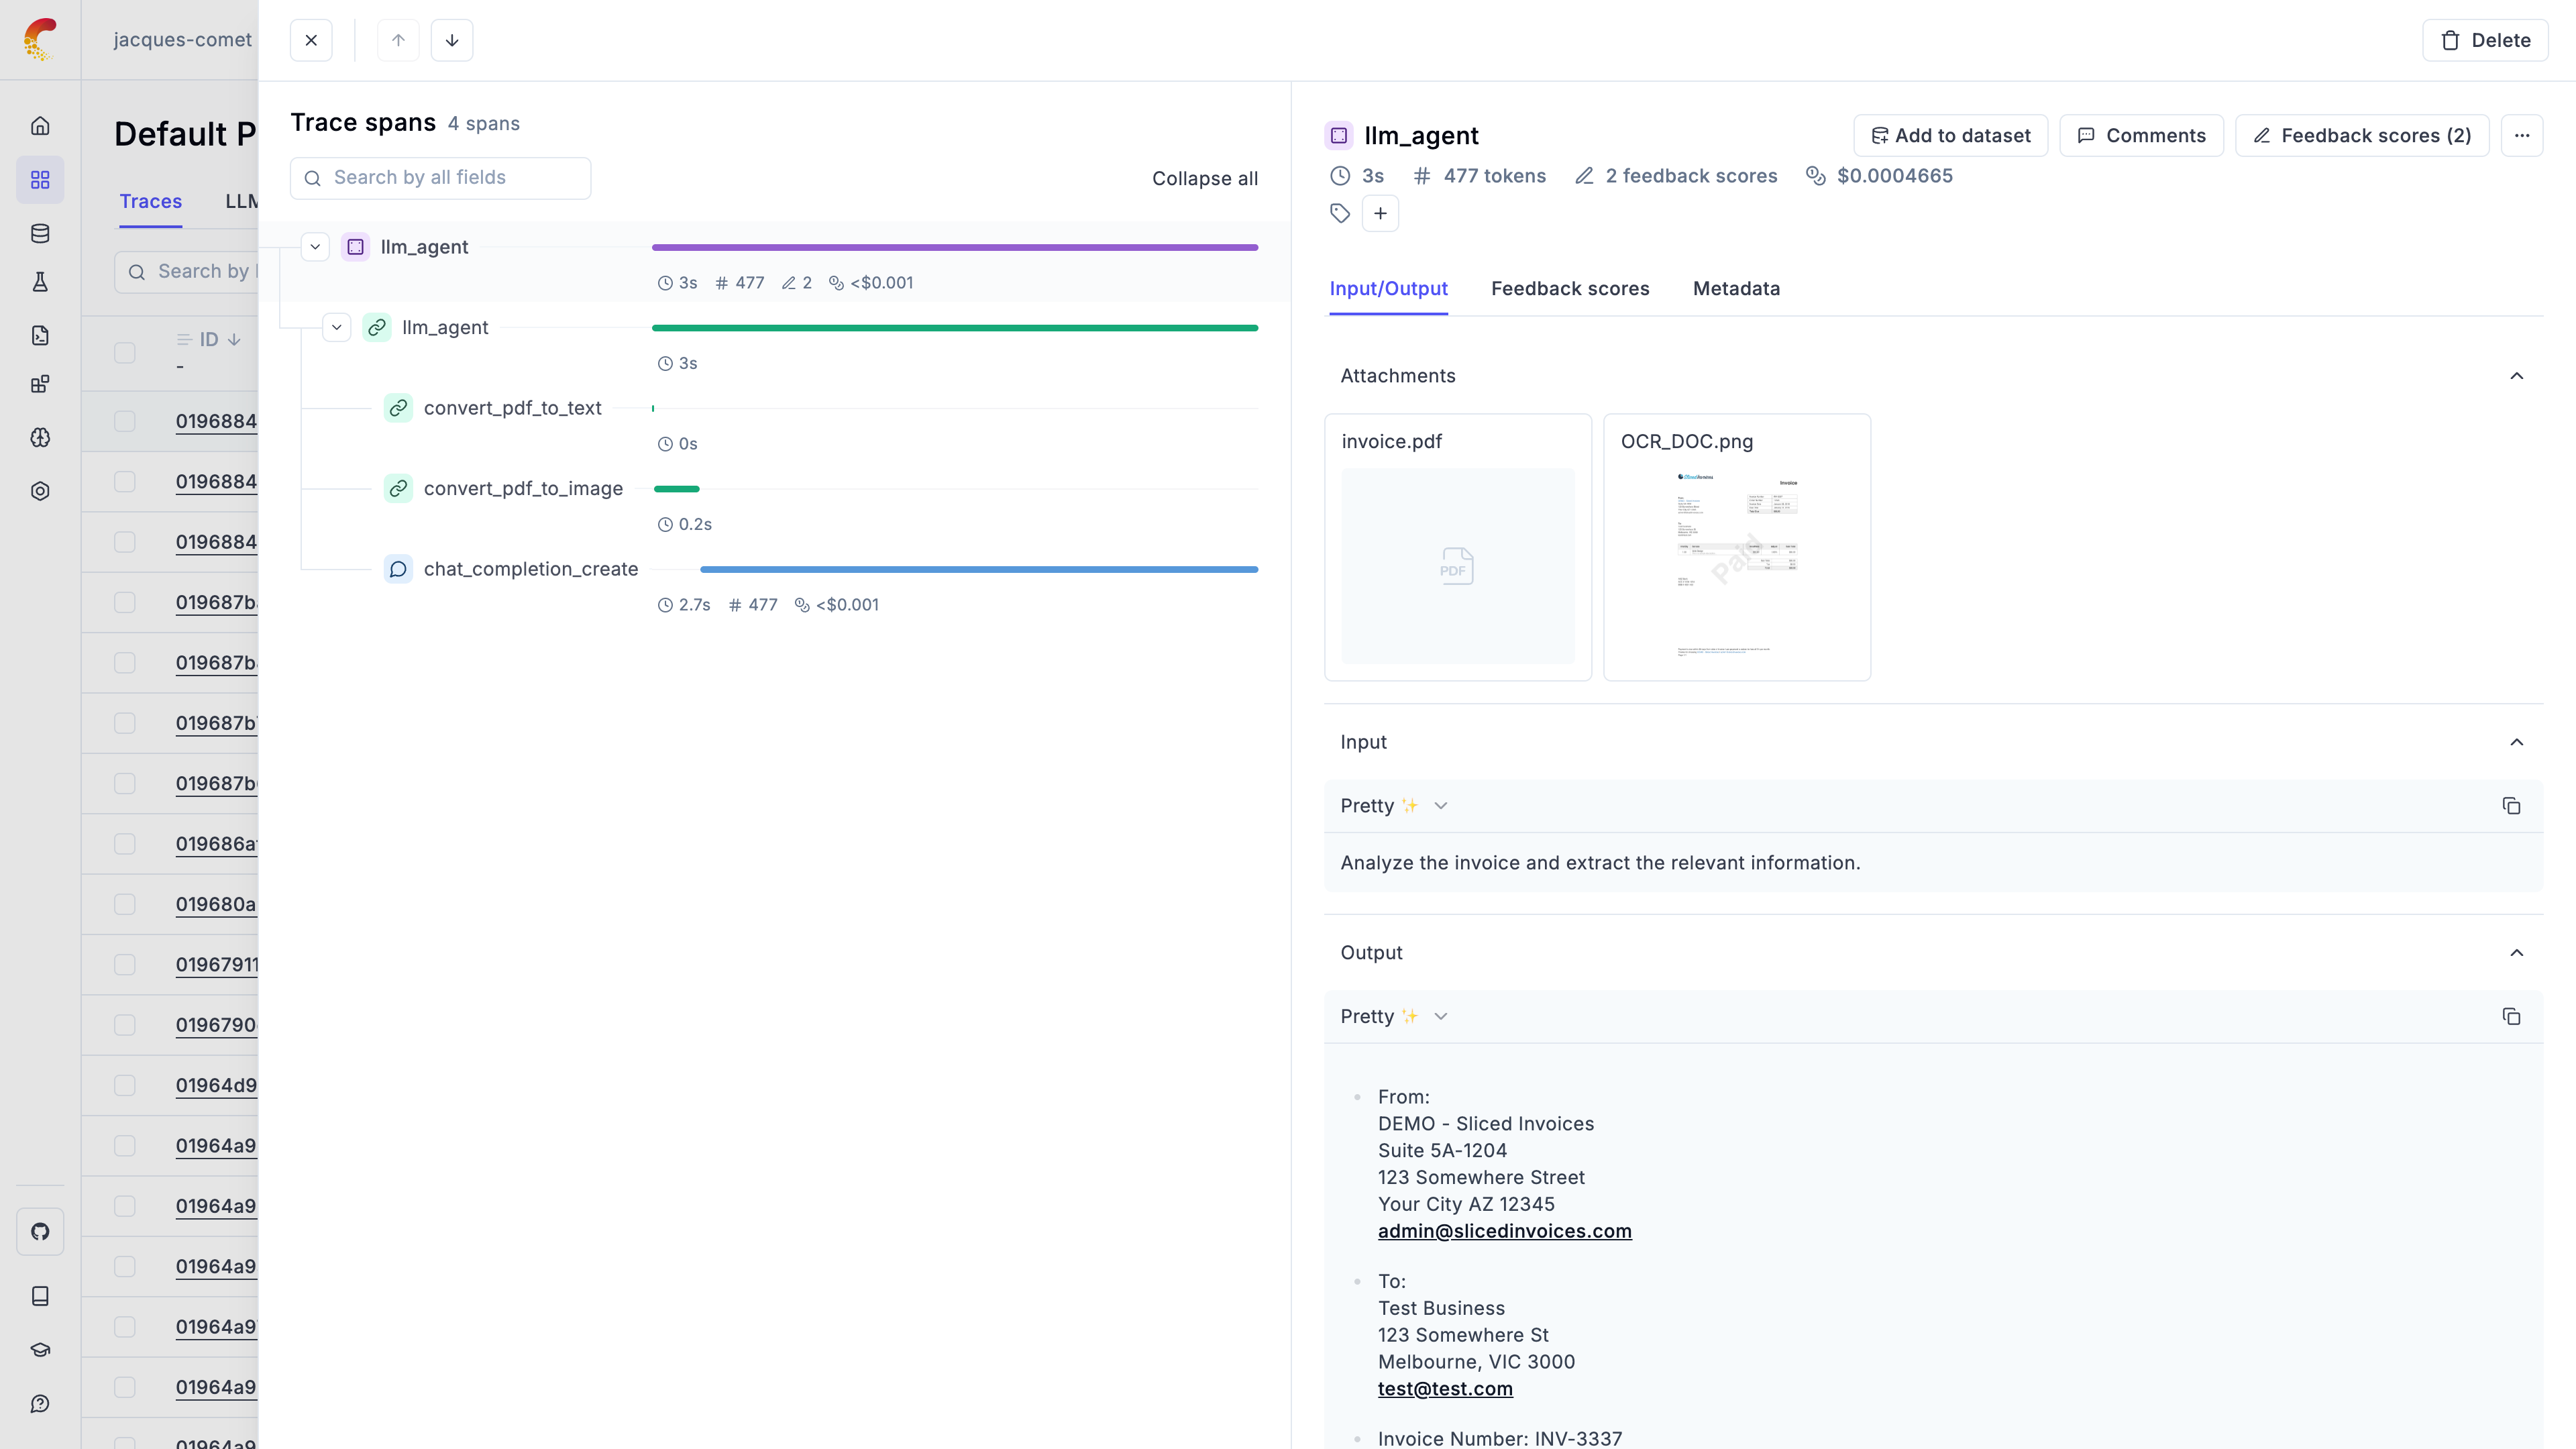 jacques-comet
Delete
Default P
Traces
LLM
Search by
ID
-
0196884
0196884
0196884
019687b
019687b
019687b
019687b
019686a
019680a
01967911
0196790
01964d9
01964a9
01964a9
01964a9
01964a9
01964a9
01964a9
Trace spans 4 spans
Search by all fields
Collapse all
llm_agent
3s # 477 2 <$0.001
llm_agent
3s
convert_pdf_to_text
0s
convert_pdf_to_image
0.2s
chat_completion_create
2.7s # 477 <$0.001
llm_agent
Add to dataset
Comments
Feedback scores (2)
3s # 477 tokens 2 feedback scores $0.0004665
Input/Output
Feedback scores
Metadata
Attachments
invoice.pdf
PDF
OCR_DOC.png
Invoice
Paid
Input
Pretty ✨
Analyze the invoice and extract the relevant information.
Output
Pretty ✨
From:
DEMO - Sliced Invoices
Suite 5A-1204
123 Somewhere Street
Your City AZ 12345
admin@slicedinvoices.com
To:
Test Business
123 Somewhere St
Melbourne, VIC 3000
test@test.com
Invoice Number: INV-3337